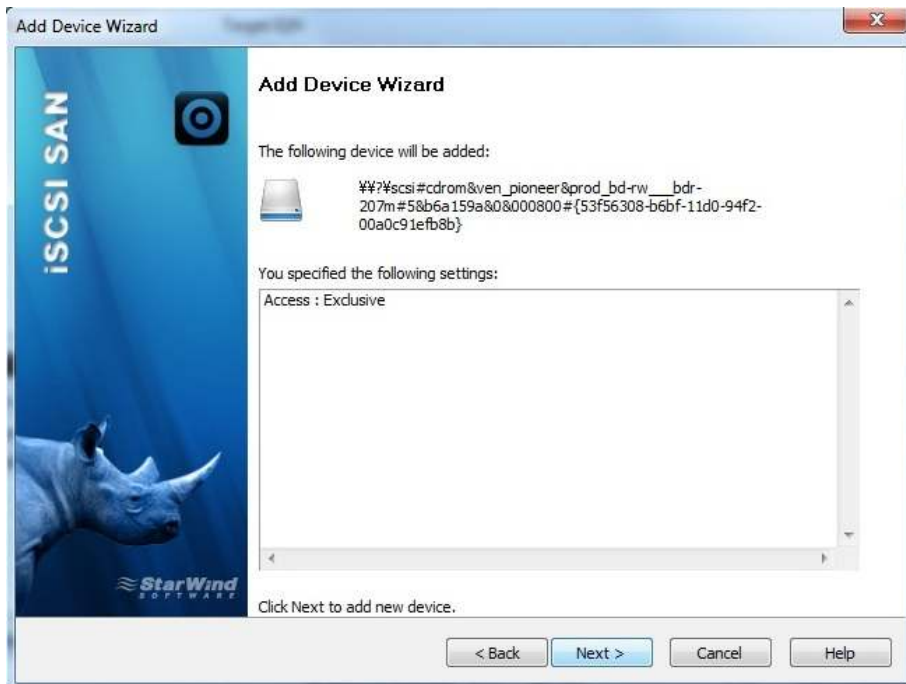 Add Device Wizard
iSCSI SAN
Add Device Wizard
The following device will be added:
¥¥?¥scsi#cdrom&ven_pioneer&prod_bd-rw___bdr-
207m#5&b6a159a&0&000800#{53f56308-b6bf-11d0-94f2-
00a0c91efb8b}
You specified the following settings:
Access : Exclusive
StarWind
SOFTWARE
Click Next to add new device.
< Back
Next >
Cancel
Help